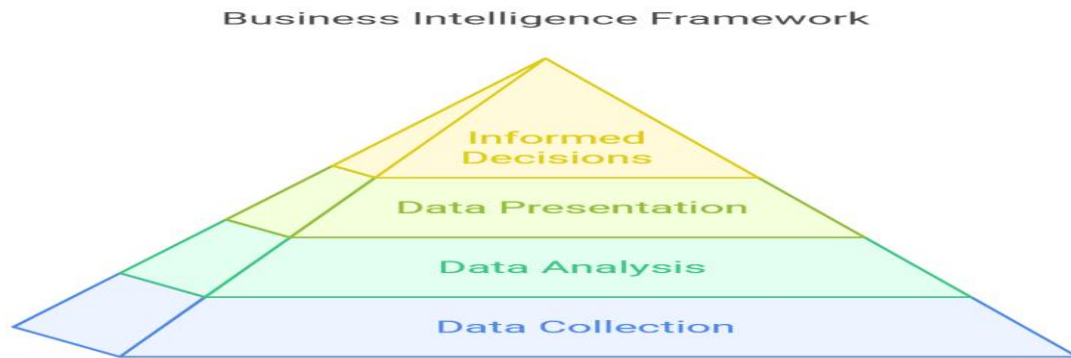 Business Intelligence Framework
Informed
Decisions
Data Presentation
Data Analysis
Data Collection